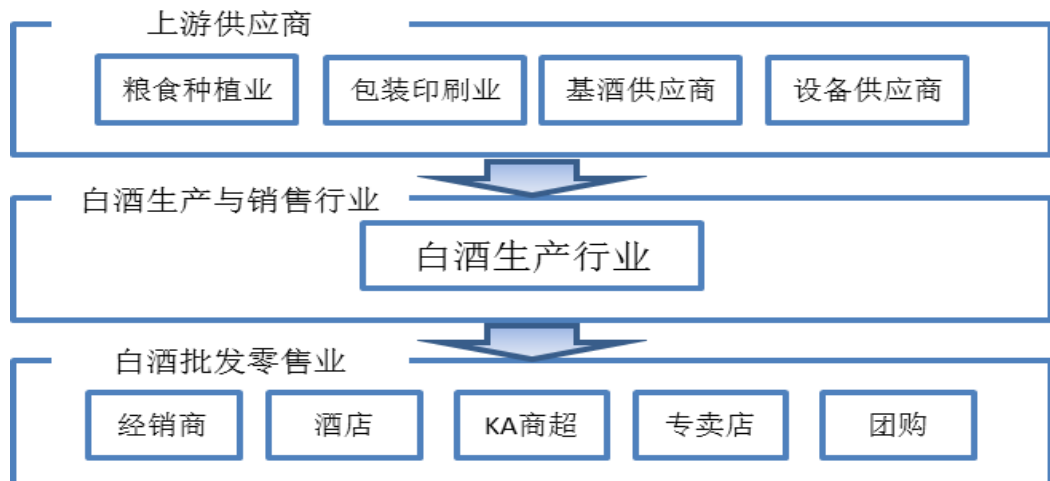 上游供应商
粮食种植业 包装印刷业 基酒供应商 设备供应商
白酒生产与销售行业
白酒生产行业
白酒批发零售业
经销商 酒店 KA商超 专卖店 团购